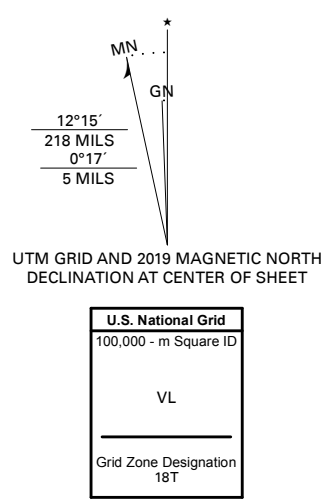 ★
MN
GN
12°15´
218 MILS
0°17´
5 MILS
UTM GRID AND 2019 MAGNETIC NORTH
DECLINATION AT CENTER OF SHEET
U.S. National Grid
100,000 - m Square ID
VL
Grid Zone Designation
18T